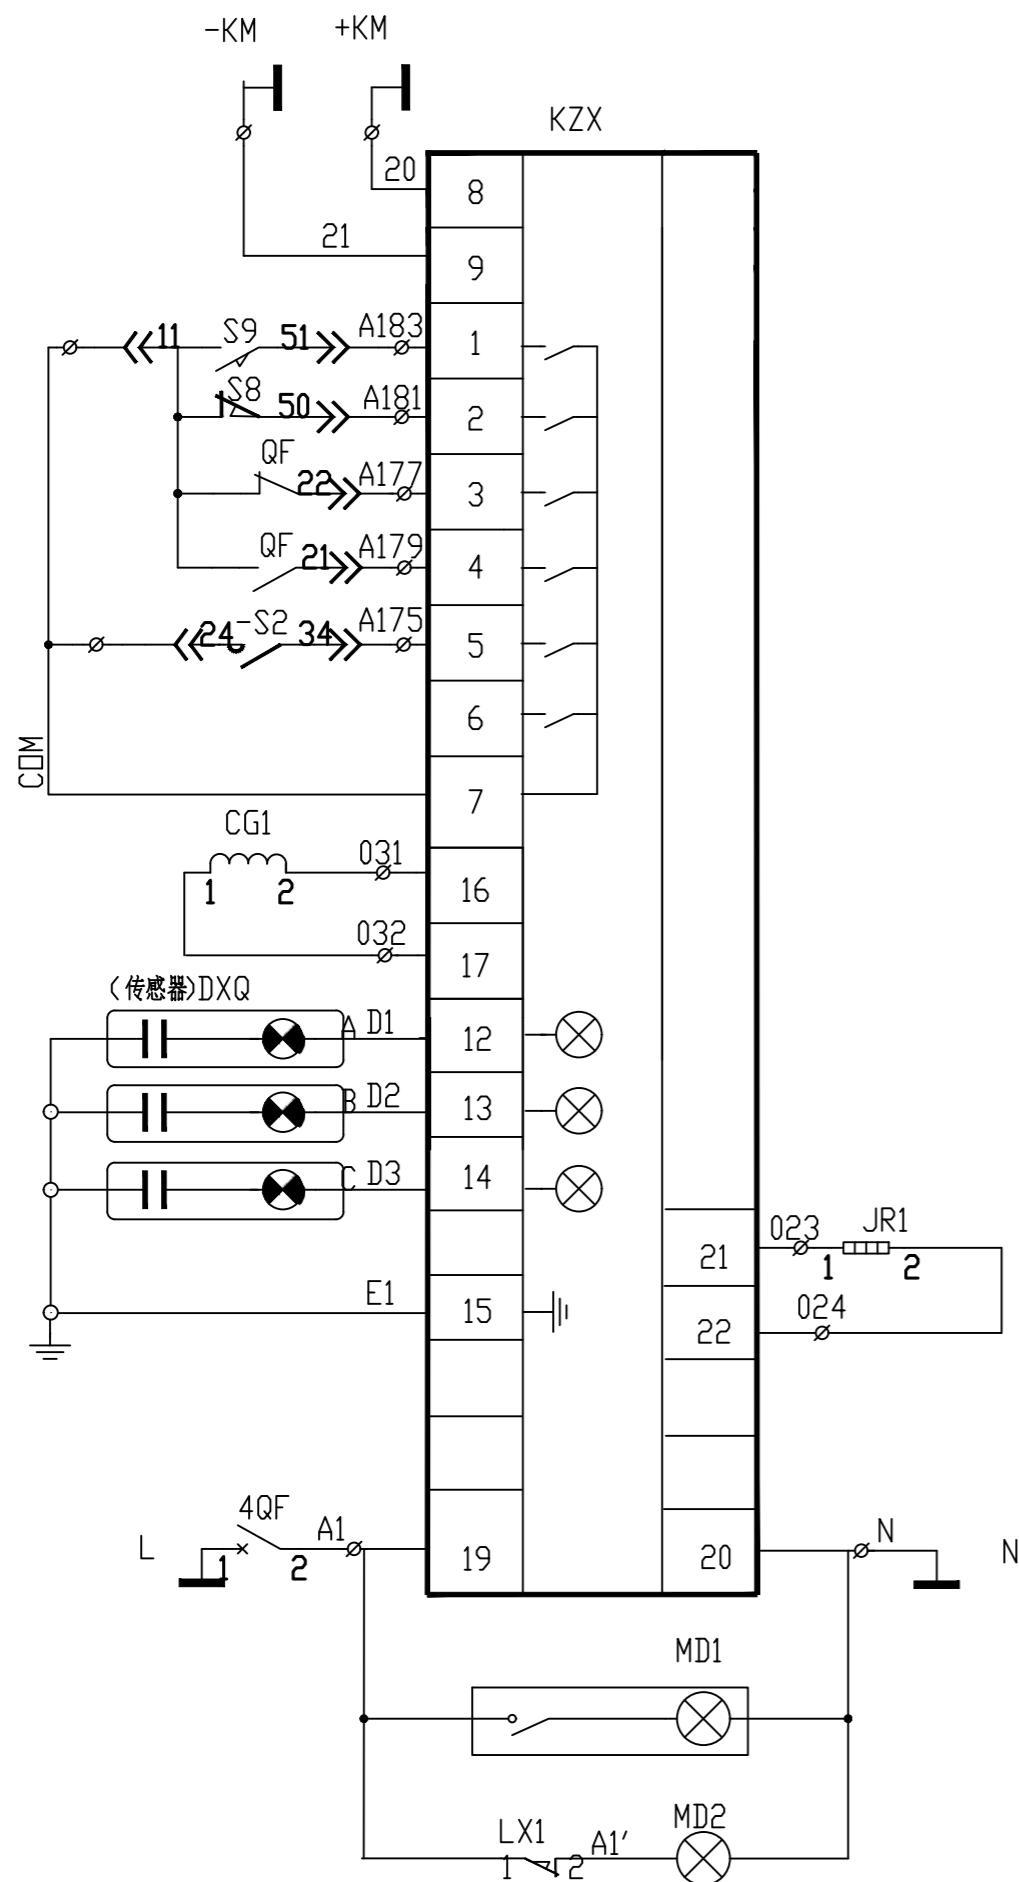 -KM +KM
KZX
20
8
21
9
11 S9 51 A183 1
S8 50 A181 2
QF 22 A177 3
QF 21 A179 4
24 -S2 34 A175 5
6
COM
7
CG1
1 2 031 16
032 17
(传感器)DXQ
A D1 12
B D2 13
C D3 14
21 023 1 JR1 2
E1 15
22 024
L 1 4QF 2 A1 19
20 N N
MD1
LX1 1 2 A1′ MD2